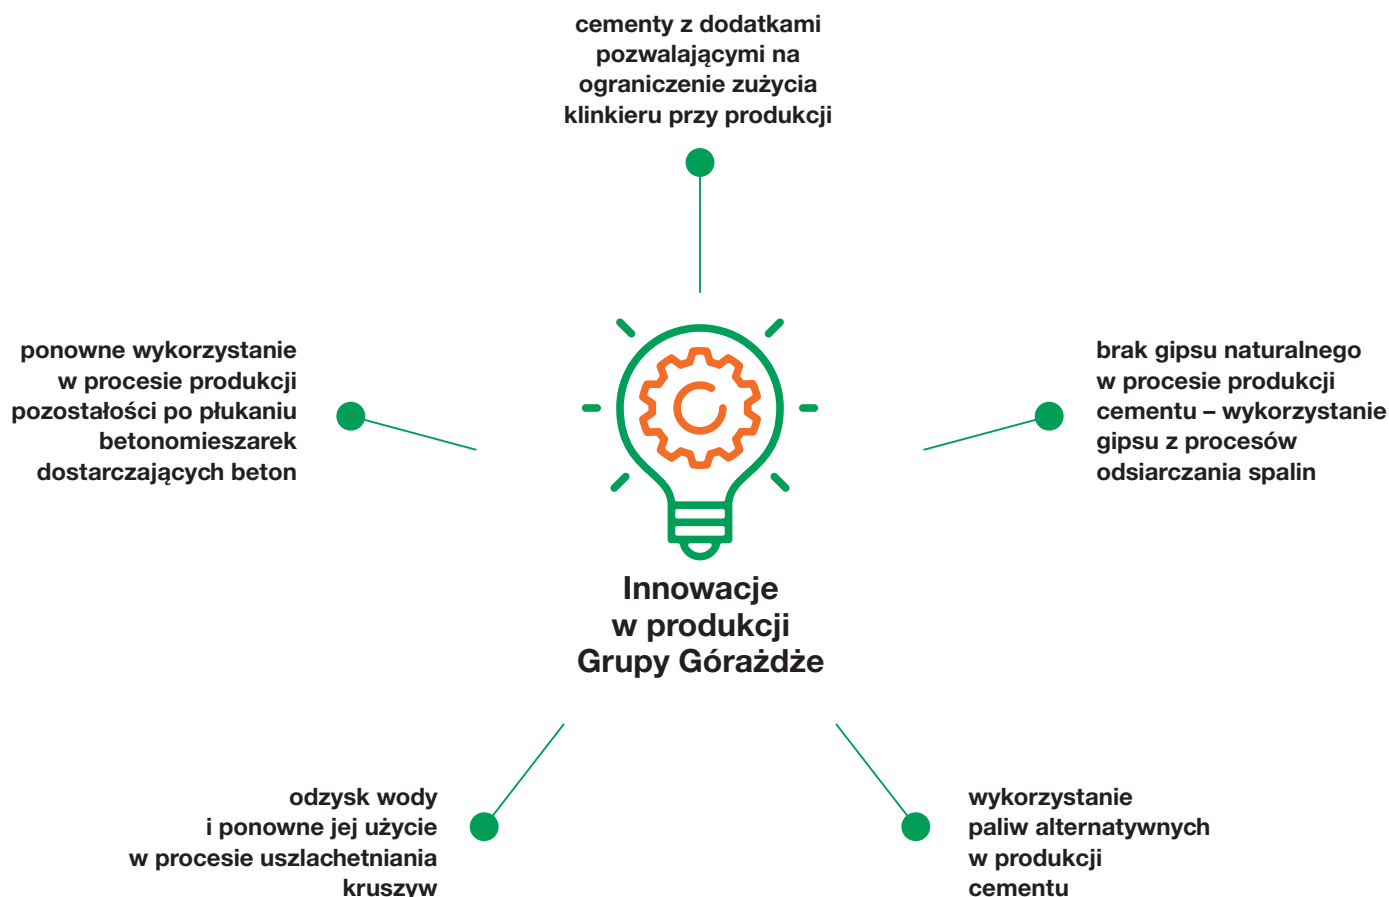 cementy z dodatkami
pozwalającymi na
ograniczenie zużycia
klinkieru przy produkcji
ponowne wykorzystanie
w procesie produkcji
pozostałości po płukaniu
betonomieszarek
dostarczających beton
brak gipsu naturalnego
w procesie produkcji
cementu – wykorzystanie
gipsu z procesów
odsiarczania spalin
Innowacje
w produkcji
Grupy Górażdże
odzysk wody
i ponowne jej użycie
w procesie uszlachetniania
kruszyw
wykorzystanie
paliw alternatywnych
w produkcji
cementu